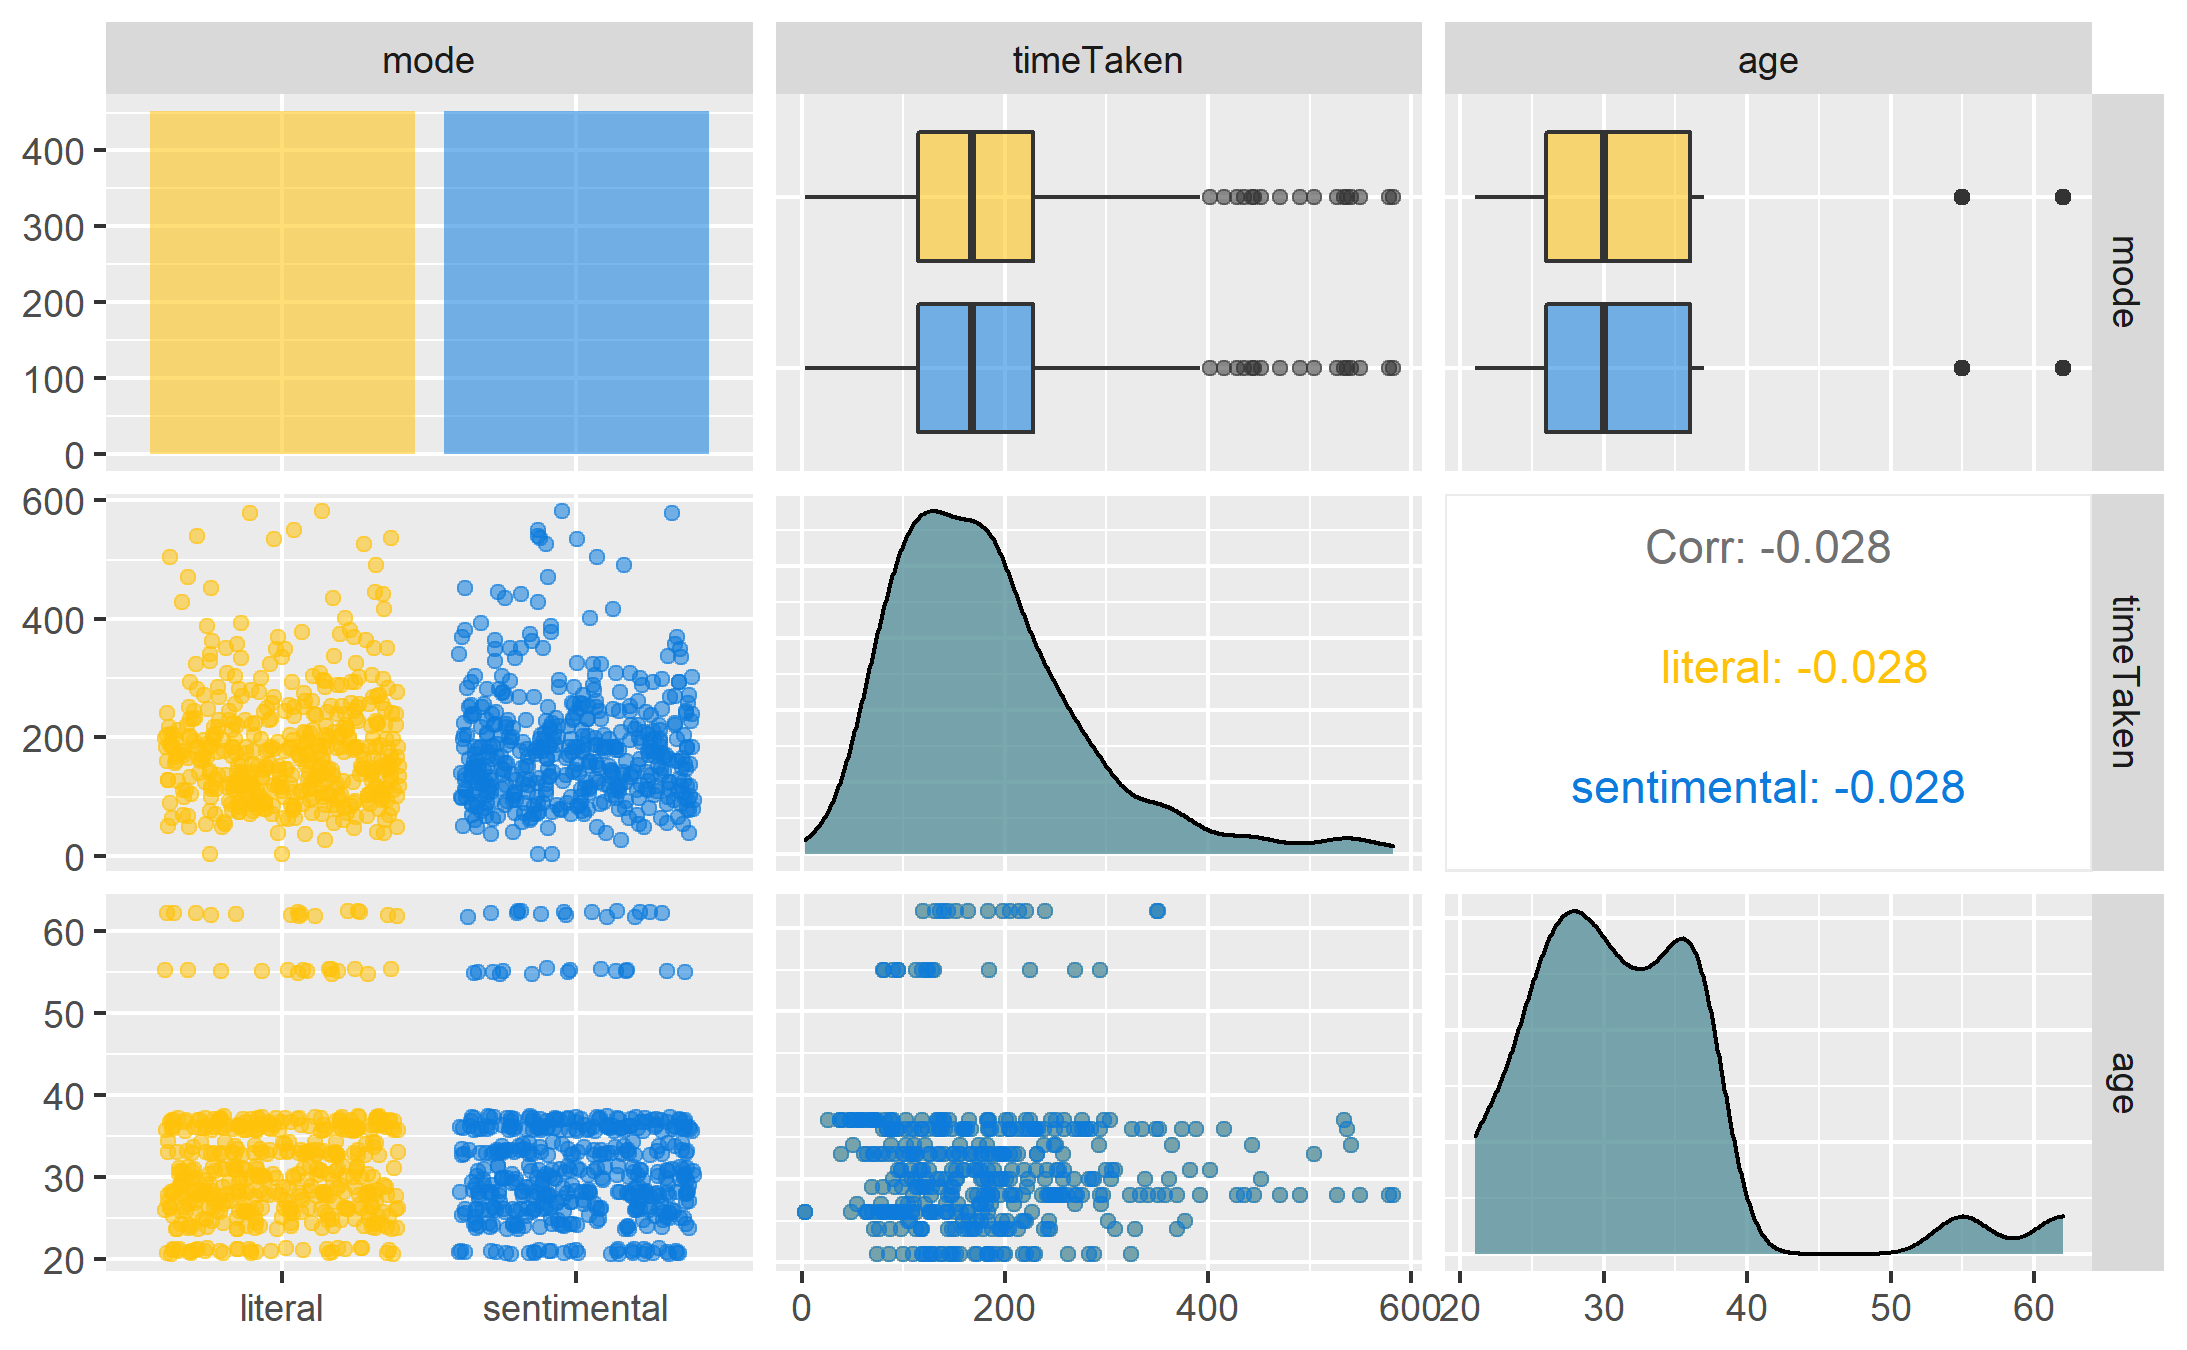 mode timeTaken age
400
300
200
100
0
mode
600
400
200
0
Corr: -0.028
literal: -0.028
sentimental: -0.028
timeTaken
60
50
40
30
20
age
literal sentimental 0 200 400 600 20 30 40 50 60